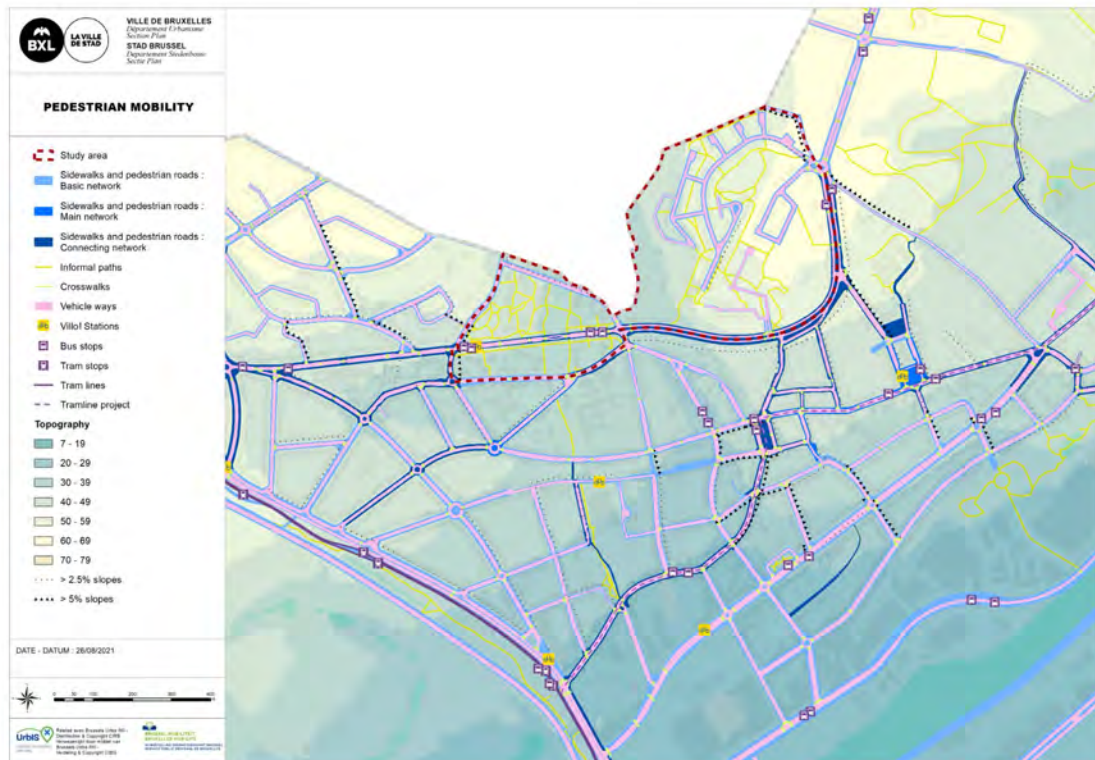 BXL
LA VILLE
DE STAD
VILLE DE BRUXELLES
Département Urbanisme
Section Plan
STAD BRUSSEL
Departement Stedenbouw
Sectie Plan
PEDESTRIAN MOBILITY
Study area
Sidewalks and pedestrian roads :
Basic network
Sidewalks and pedestrian roads :
Main network
Sidewalks and pedestrian roads :
Connecting network
Informal paths
Crosswalks
Vehicle ways
Villo! Stations
Bus stops
Tram stops
Tram lines
Tramline project
Topography
7 - 19
20 - 29
30 - 39
40 - 49
50 - 59
60 - 69
70 - 79
> 2.5% slopes
> 5% slopes
DATE - DATUM : 26/08/2021
UrbIS